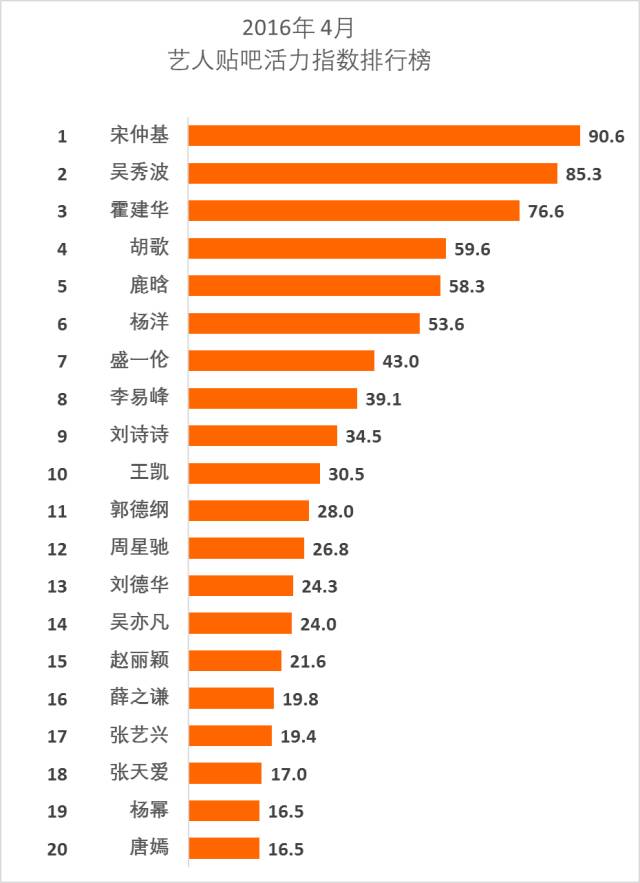 2016年 4月
艺人贴吧活力指数排行榜
1 宋仲基 90.6
2 吴秀波 85.3
3 霍建华 76.6
4 胡歌 59.6
5 鹿晗 58.3
6 杨洋 53.6
7 盛一伦 43.0
8 李易峰 39.1
9 刘诗诗 34.5
10 王凯 30.5
11 郭德纲 28.0
12 周星驰 26.8
13 刘德华 24.3
14 吴亦凡 24.0
15 赵丽颖 21.6
16 薛之谦 19.8
17 张艺兴 19.4
18 张天爱 17.0
19 杨幂 16.5
20 唐嫣 16.5